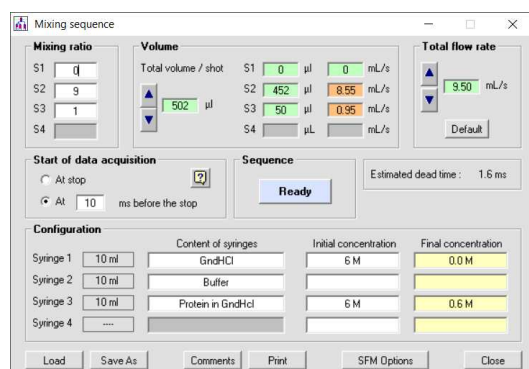 Mixing sequence
Mixing ratio
S1 0
S2 9
S3 1
S4
Volume
Total volume / shot
502 µl
S1 0 µl 0 mL/s
S2 452 µl 8.55 mL/s
S3 50 µl 0.95 mL/s
S4 µL mL/s
Total flow rate
9.50 mL/s
Default
Start of data acquisition
At stop
At 10 ms before the stop
Sequence
Ready
Estimated dead time : 1.6 ms
Configuration
Content of syringes Initial concentration Final concentration
Syringe 1 10 ml GndHCl 6 M 0.0 M
Syringe 2 10 ml Buffer
Syringe 3 10 ml Protein in GndHcl 6 M 0.6 M
Syringe 4 ----
Load Save As Comments Print SFM Options Close